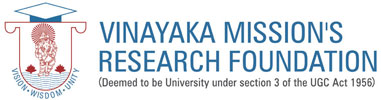 VISION • WISDOM • UNITY
VINAYAKA MISSION'S
RESEARCH FOUNDATION
(Deemed to be University under section 3 of the UGC Act 1956)